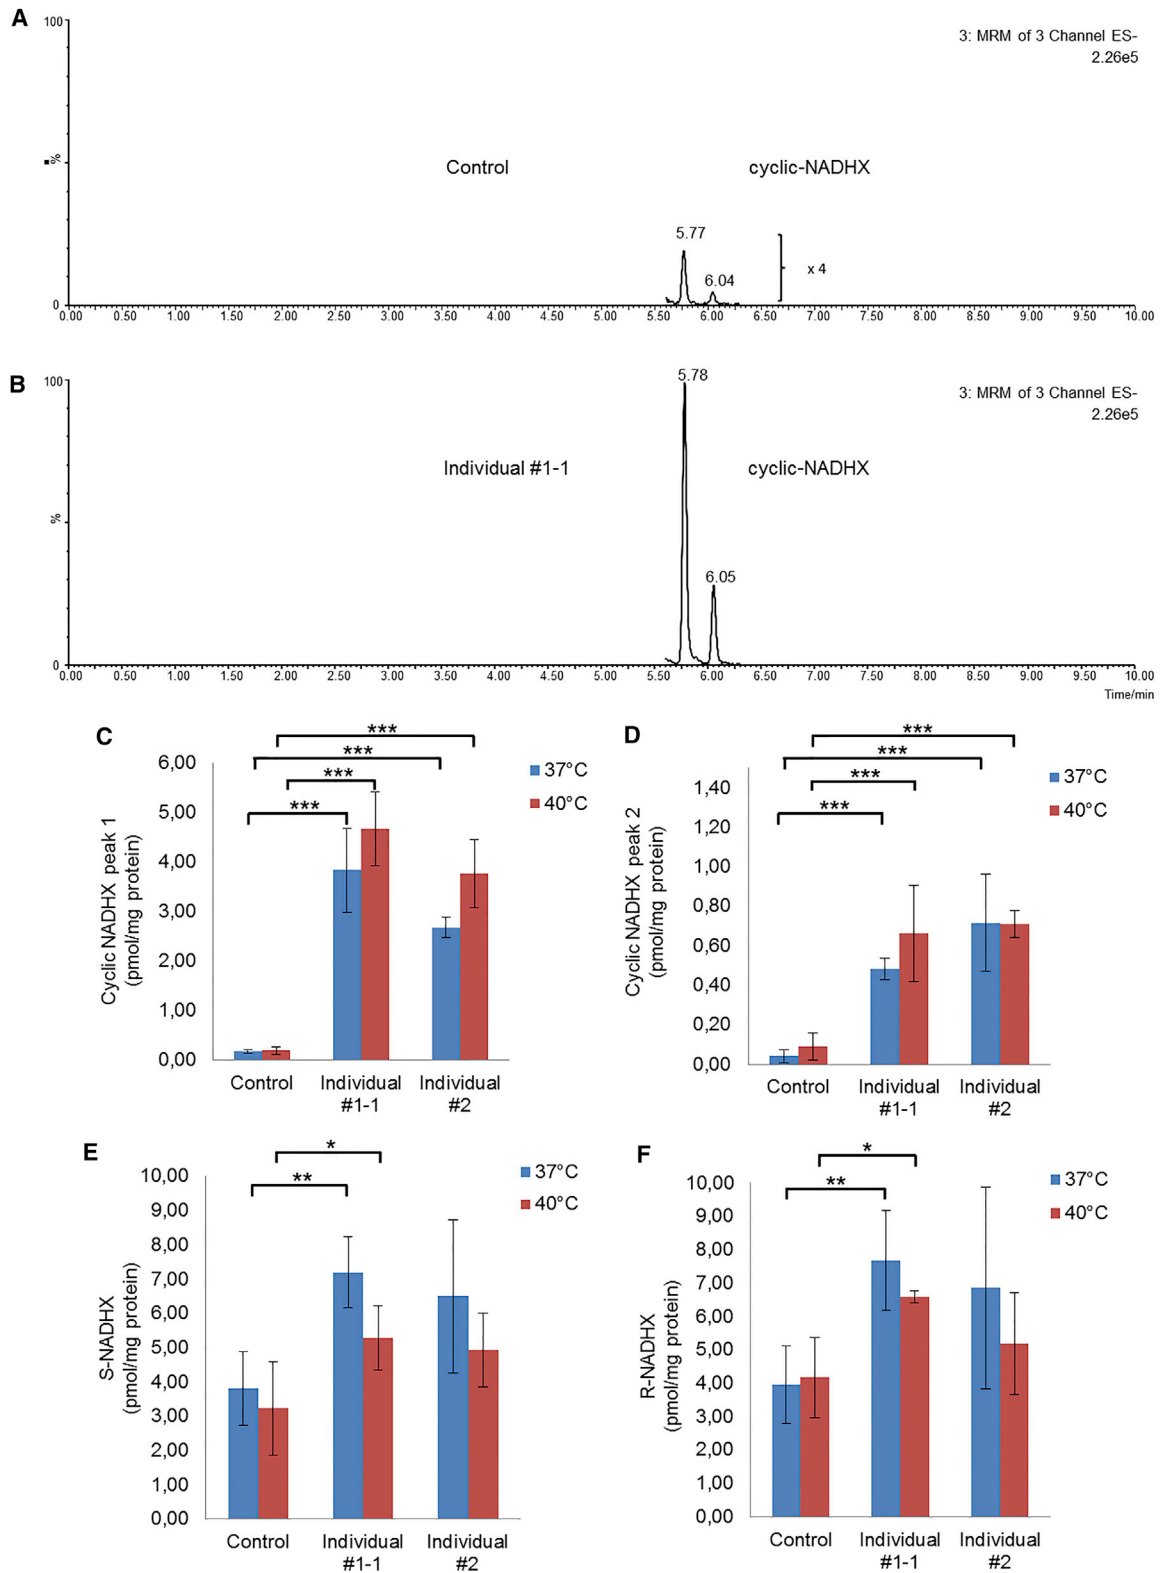 A
100
3: MRM of 3 Channel ES-
2.26e5
%
Control
cyclic-NADHX
5.77
6.04
x 4
0
0.00 0.50 1.00 1.50 2.00 2.50 3.00 3.50 4.00 4.50 5.00 5.50 6.00 6.50 7.00 7.50 8.00 8.50 9.00 9.50 10.00
B
100
5.78
3: MRM of 3 Channel ES-
2.26e5
Individual #1-1
cyclic-NADHX
%
6.05
0
0.00 0.50 1.00 1.50 2.00 2.50 3.00 3.50 4.00 4.50 5.00 5.50 6.00 6.50 7.00 7.50 8.00 8.50 9.00 9.50 10.00
Time/min
C
***
***
***
***
37°C
40°C
Cyclic NADHX peak 1
(pmol/mg protein)
6,00
5,00
4,00
3,00
2,00
1,00
0,00
Control
Individual
#1-1
Individual
#2
D
***
***
***
***
37°C
40°C
Cyclic NADHX peak 2
(pmol/mg protein)
1,40
1,20
1,00
0,80
0,60
0,40
0,20
0,00
Control
Individual
#1-1
Individual
#2
E
*
**
37°C
40°C
S-NADHX
(pmol/mg protein)
10,00
9,00
8,00
7,00
6,00
5,00
4,00
3,00
2,00
1,00
0,00
Control
Individual
#1-1
Individual
#2
F
*
**
37°C
40°C
R-NADHX
(pmol/mg protein)
10,00
9,00
8,00
7,00
6,00
5,00
4,00
3,00
2,00
1,00
0,00
Control
Individual
#1-1
Individual
#2